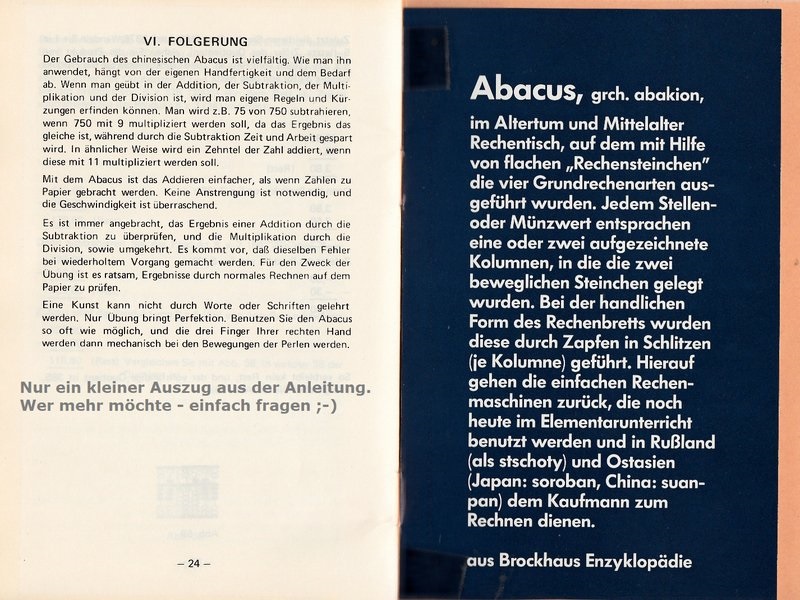 VI. FOLGERUNG
Der Gebrauch des chinesischen Abacus ist vielfältig. Wie man ihn
anwendet, hängt von der eigenen Handfertigkeit und dem Bedarf
ab. Wenn man geübt in der Addition, der Subtraktion, der Multi-
plikation und der Division ist, wird man eigene Regeln und Kür-
zungen erfinden können. Man wird z.B. 75 von 750 subtrahieren,
wenn 750 mit 9 multipliziert werden soll, da das Ergebnis das
gleiche ist, während durch die Subtraktion Zeit und Arbeit gespart
wird. In ähnlicher Weise wird ein Zehntel der Zahl addiert, wenn
diese mit 11 multipliziert werden soll.
Mit dem Abacus ist das Addieren einfacher, als wenn Zahlen zu
Papier gebracht werden. Keine Anstrengung ist notwendig, und
die Geschwindigkeit ist überraschend.
Es ist immer angebracht, das Ergebnis einer Addition durch die
Subtraktion zu überprüfen, und die Multiplikation durch die
Division, sowie umgekehrt. Es kommt vor, daß dieselben Fehler
bei wiederholtem Vorgang gemacht werden. Für den Zweck der
Übung ist es ratsam, Ergebnisse durch normales Rechnen auf dem
Papier zu prüfen.
Eine Kunst kann nicht durch Worte oder Schriften gelehrt
werden. Nur Übung bringt Perfektion. Benutzen Sie den Abacus
so oft wie möglich, und die drei Finger Ihrer rechten Hand
werden dann mechanisch bei den Bewegungen der Perlen werden.
Nur ein kleiner Auszug aus der Anleitung.
Wer mehr möchte - einfach fragen ;-)
– 24 –
Abacus, grch. abakion,
im Altertum und Mittelalter
Rechentisch, auf dem mit Hilfe
von flachen „Rechensteinchen"
die vier Grundrechenarten aus-
geführt wurden. Jedem Stellen-
oder Münzwert entsprachen
eine oder zwei aufgezeichnete
Kolumnen, in die die zwei
beweglichen Steinchen gelegt
wurden. Bei der handlichen
Form des Rechenbretts wurden
diese durch Zapfen in Schlitzen
(je Kolumne) geführt. Hierauf
gehen die einfachen Rechen-
maschinen zurück, die noch
heute im Elementarunterricht
benutzt werden und in Rußland
(als stschoty) und Ostasien
(Japan: soroban, China: suan-
pan) dem Kaufmann zum
Rechnen dienen.
aus Brockhaus Enzyklopädie